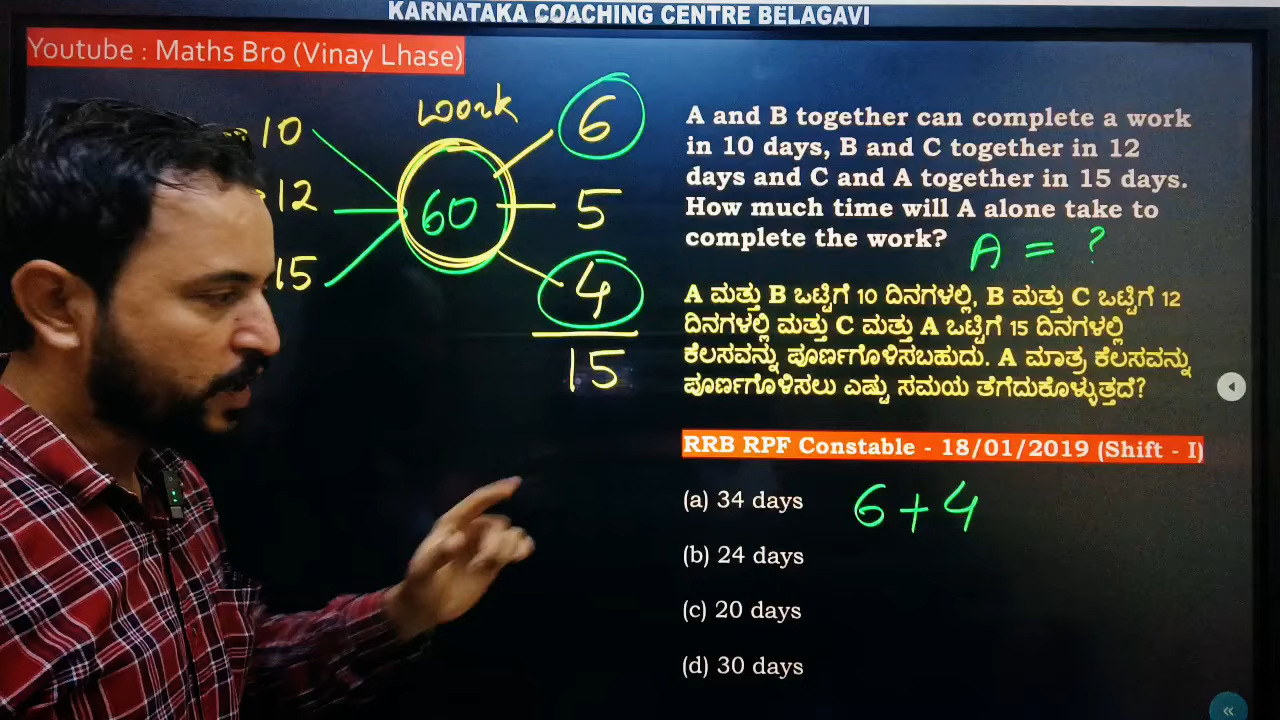 KARNATAKA COACHING CENTRE BELAGAVI
Youtube : Maths Bro (Vinay Lhase)
work
10
12
15
60
6
5
4
15
A and B together can complete a work
in 10 days, B and C together in 12
days and C and A together in 15 days.
How much time will A alone take to
complete the work?
A = ?
A ಮತ್ತು B ಒಟ್ಟಿಗೆ 10 ದಿನಗಳಲ್ಲಿ, B ಮತ್ತು C ಒಟ್ಟಿಗೆ 12
ದಿನಗಳಲ್ಲಿ ಮತ್ತು C ಮತ್ತು A ಒಟ್ಟಿಗೆ 15 ದಿನಗಳಲ್ಲಿ
ಕೆಲಸವನ್ನು ಪೂರ್ಣಗೊಳಿಸಬಹುದು. A ಮಾತ್ರ ಕೆಲಸವನ್ನು
ಪೂರ್ಣಗೊಳಿಸಲು ಎಷ್ಟು ಸಮಯ ತೆಗೆದುಕೊಳ್ಳುತ್ತದೆ?
RRB RPF Constable - 18/01/2019 (Shift - I)
(a) 34 days
6+4
(b) 24 days
(c) 20 days
(d) 30 days